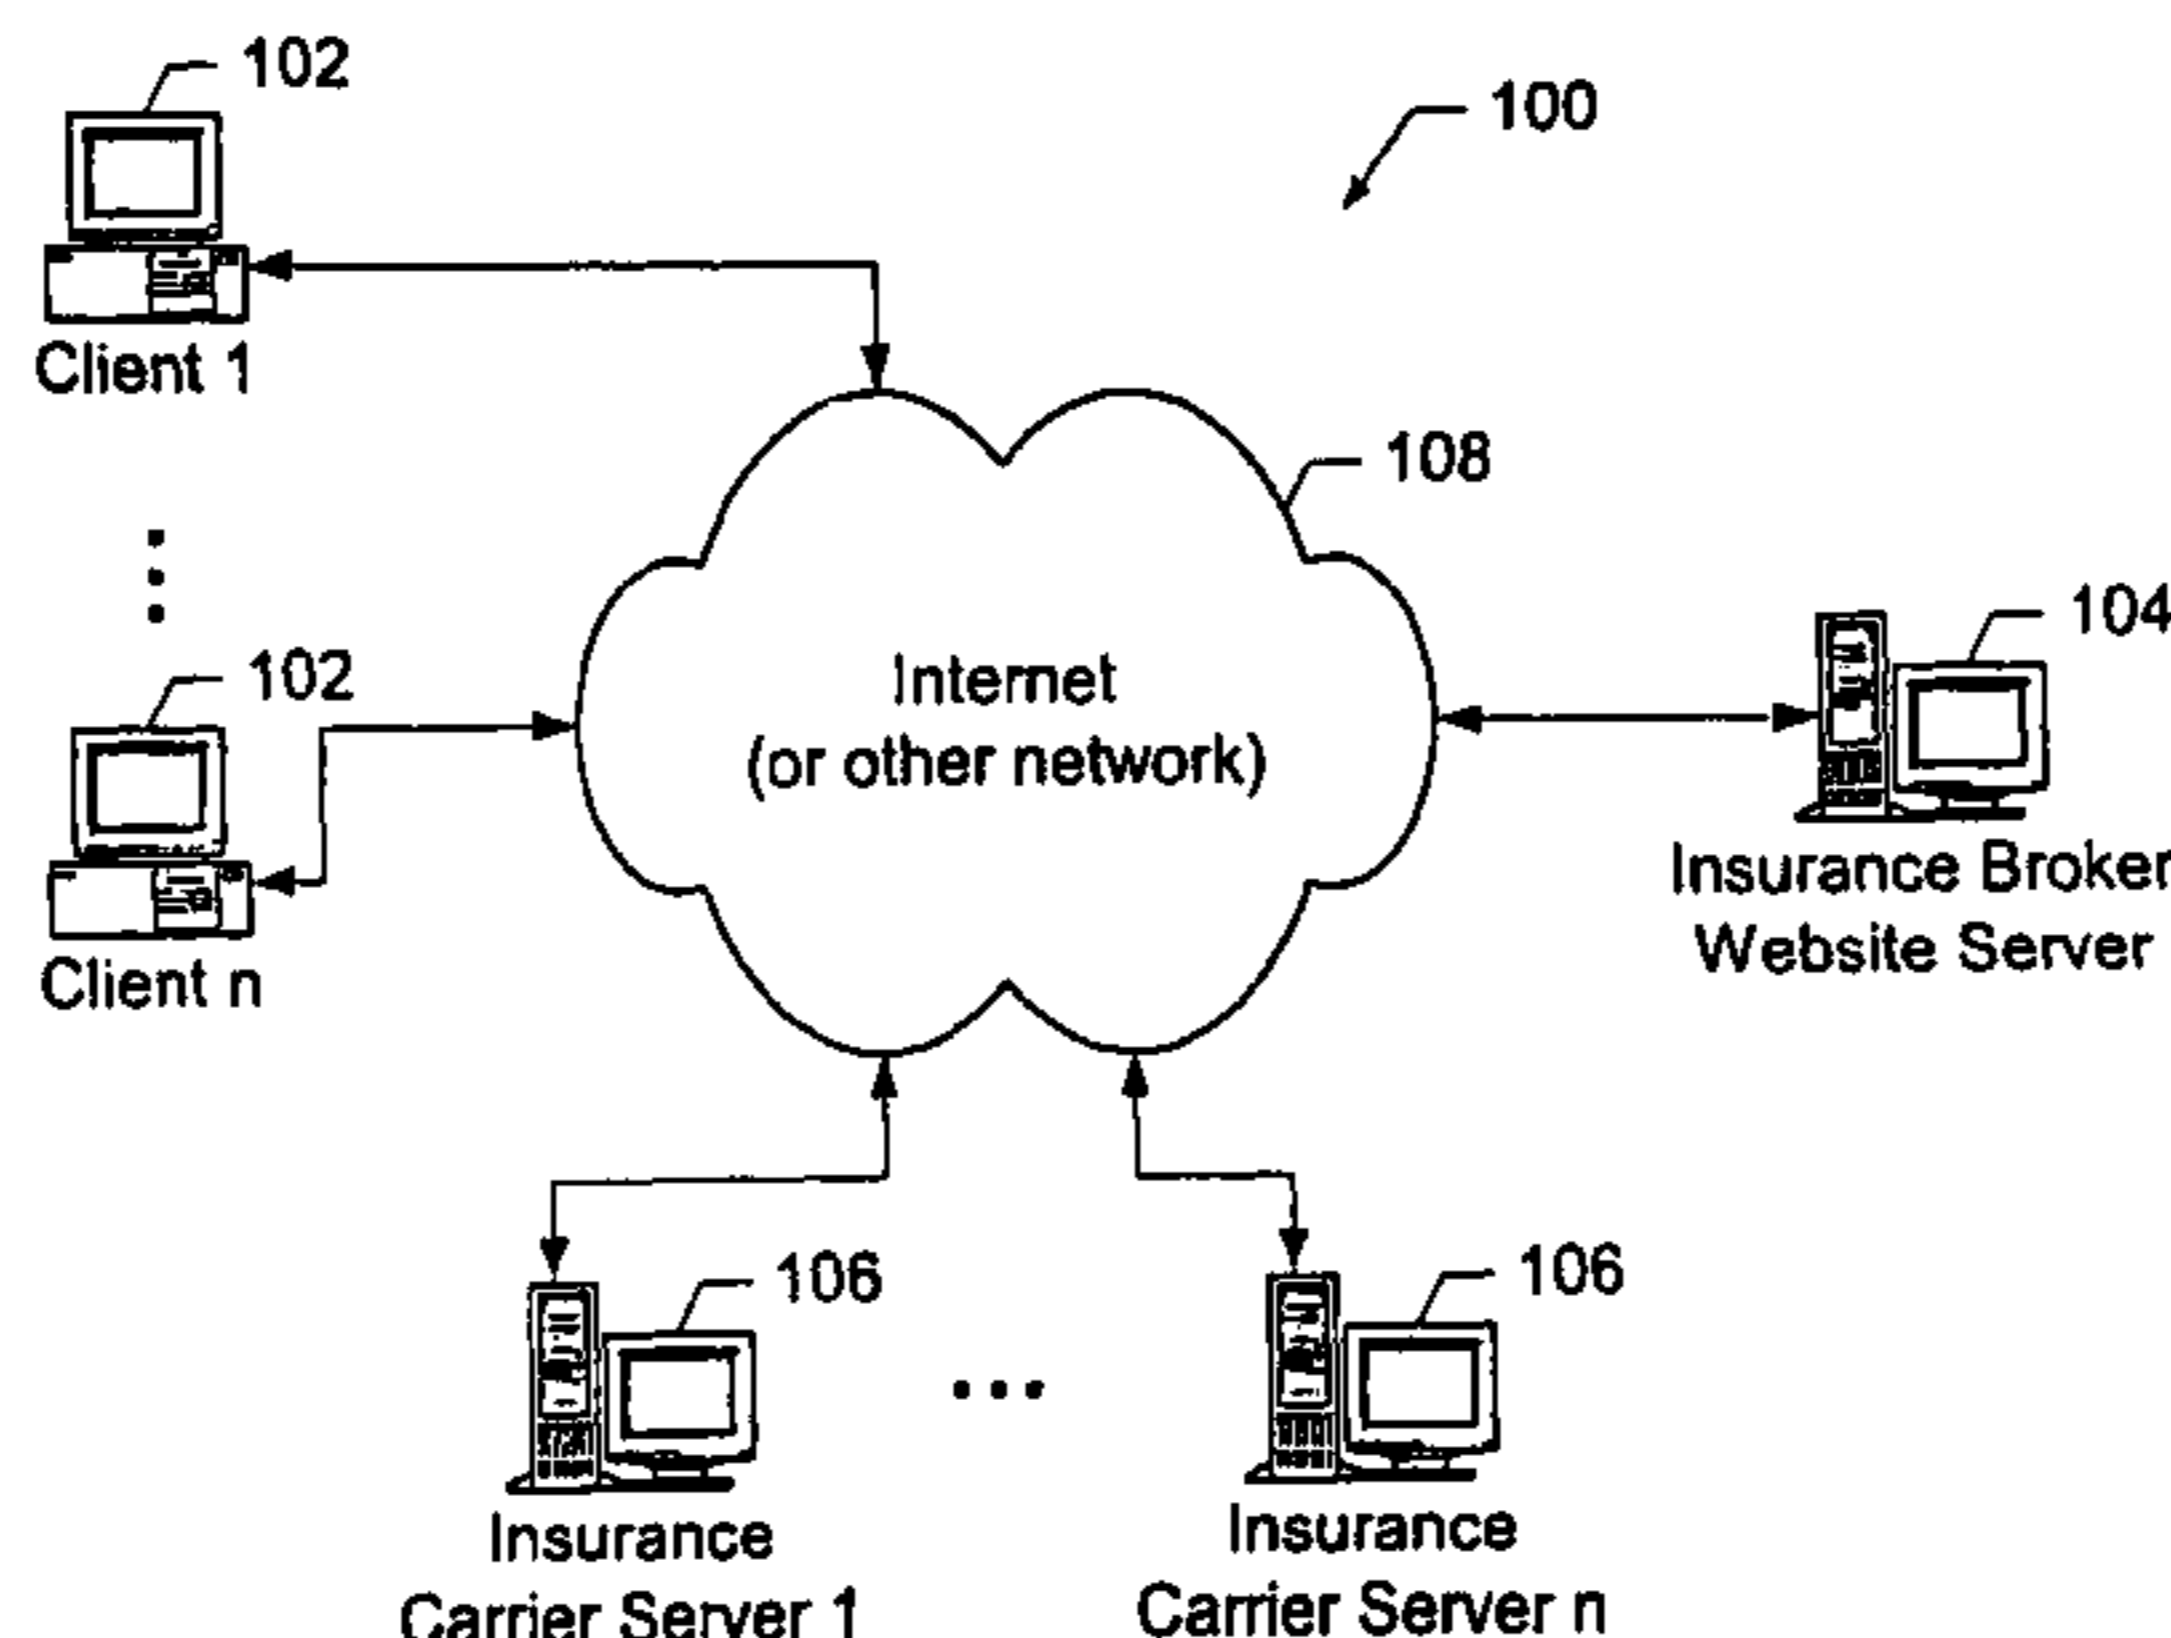 102
100
Client 1
108
102
104
Internet
(or other network)
Insurance Broker
Website Server
Client n
106
106
Insurance
Carrier Server 1
Insurance
Carrier Server n